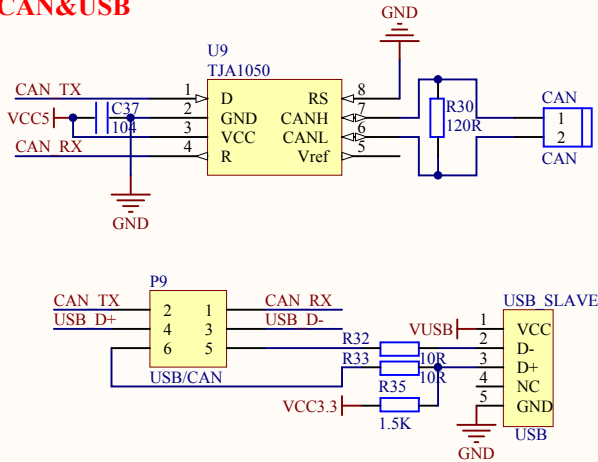 CAN&USB
GND
U9
TJA1050
CAN_TX 1 D RS 8
VCC5 C37 2 GND CANH 7 R30 CAN
104 3 VCC CANL 6 120R 1
CAN_RX 4 R Vref 5 2
CAN
GND
P9
CAN_TX 2 1 CAN_RX USB_SLAVE
USB_D+ 4 3 USB_D- VUSB 1 VCC
6 5 R32 10R 2 D-
R33 10R 3 D+
USB/CAN R35 4 NC
VCC3.3 1.5K 5 GND
USB
GND